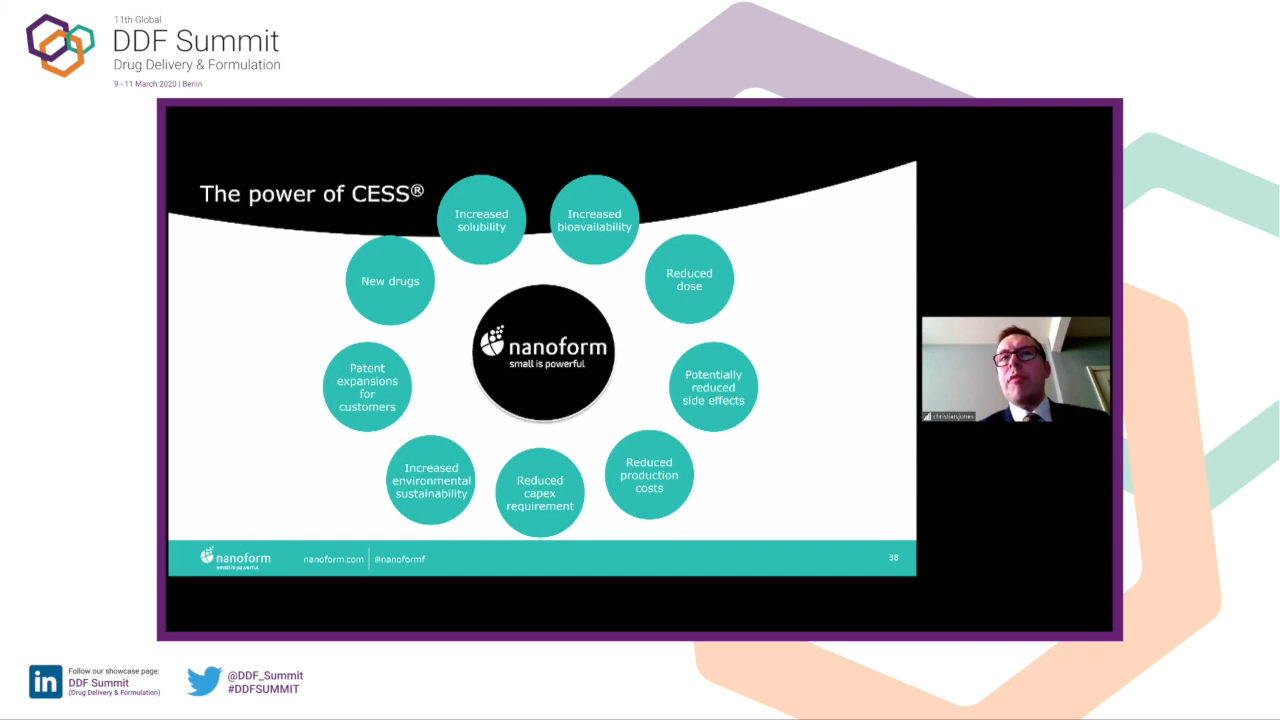 11th Global
DDF Summit
Drug Delivery & Formulation
9 - 11 March 2020 | Berlin
The power of CESS®
Increased
solubility
Increased
bioavailability
New drugs
Reduced
dose
nanoform
small is powerful
Patent
expansions
for
customers
Potentially
reduced
side effects
Increased
environmental
sustainability
Reduced
capex
requirement
Reduced
production
costs
christian.jones
nanoform
small is powerful
nanoform.com
@nanoformf
38
in
Follow our showcase page:
DDF Summit
(Drug Delivery & Formulation)
@DDF_Summit
#DDFSUMMIT